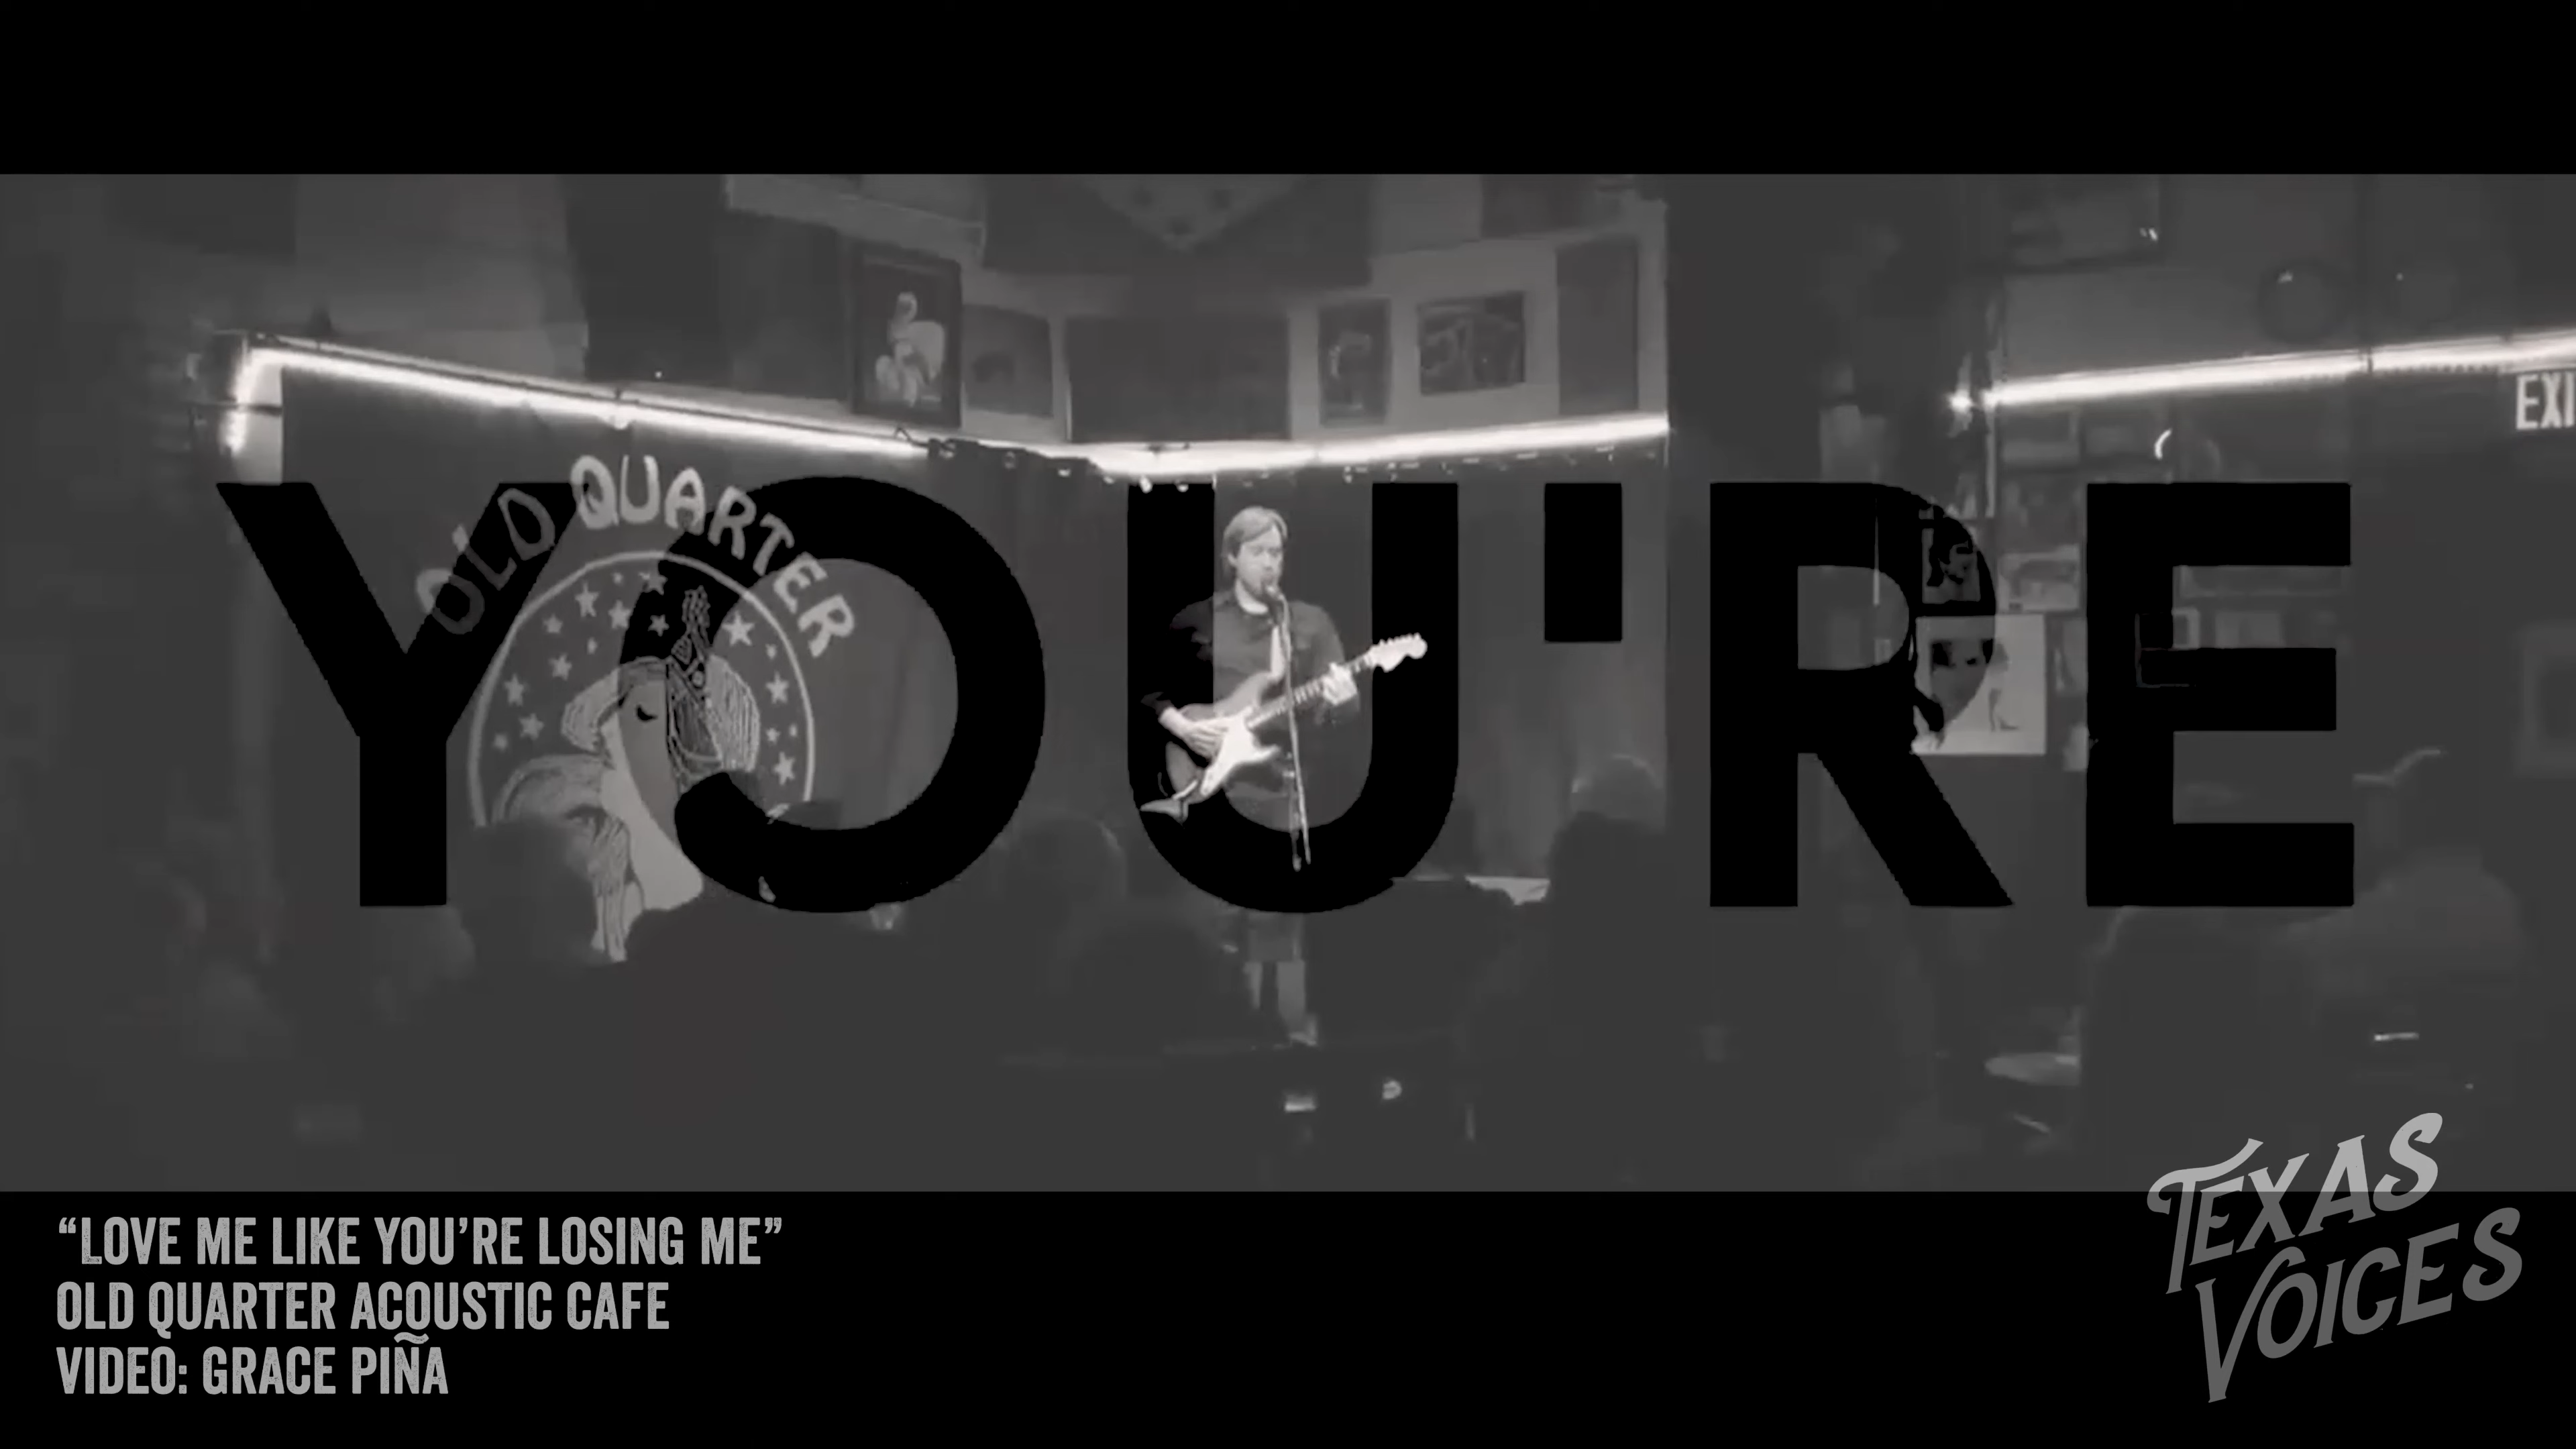 EXI
OLD QUARTER
YOU'RE
“LOVE ME LIKE YOU’RE LOSING ME”
OLD QUARTER ACOUSTIC CAFE
VIDEO: GRACE PIÑA
TEXAS
VOICES